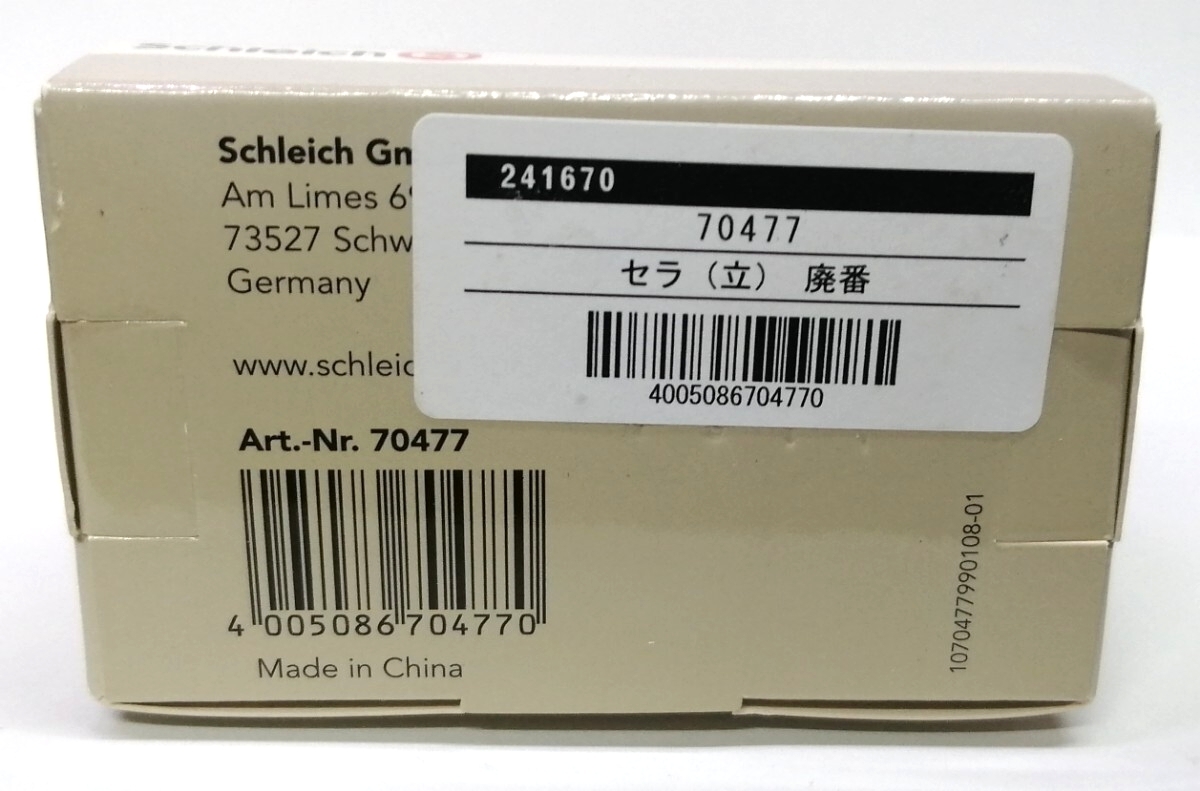 Schleich
Schleich Gm
Am Limes 69
73527 Schw
Germany
www.schleic
Art.-Nr. 70477
4 005086 704770
Made in China
241670
70477
セラ（立） 廃番
4005086704770
1070477990108-01